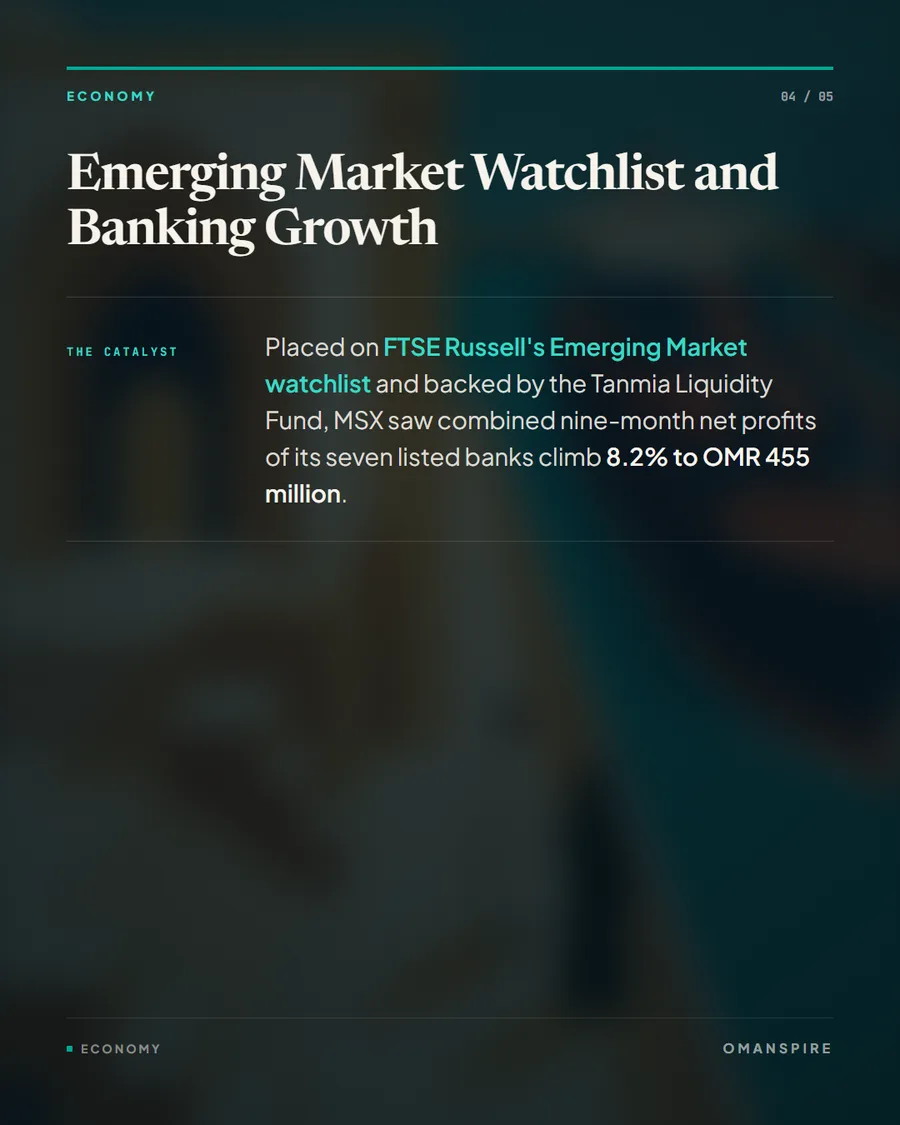 ECONOMY
04 / 05
Emerging Market Watchlist and
Banking Growth
THE CATALYST
Placed on FTSE Russell's Emerging Market
watchlist and backed by the Tanmia Liquidity
Fund, MSX saw combined nine-month net profits
of its seven listed banks climb 8.2% to OMR 455
million.
ECONOMY
OMANSPIRE